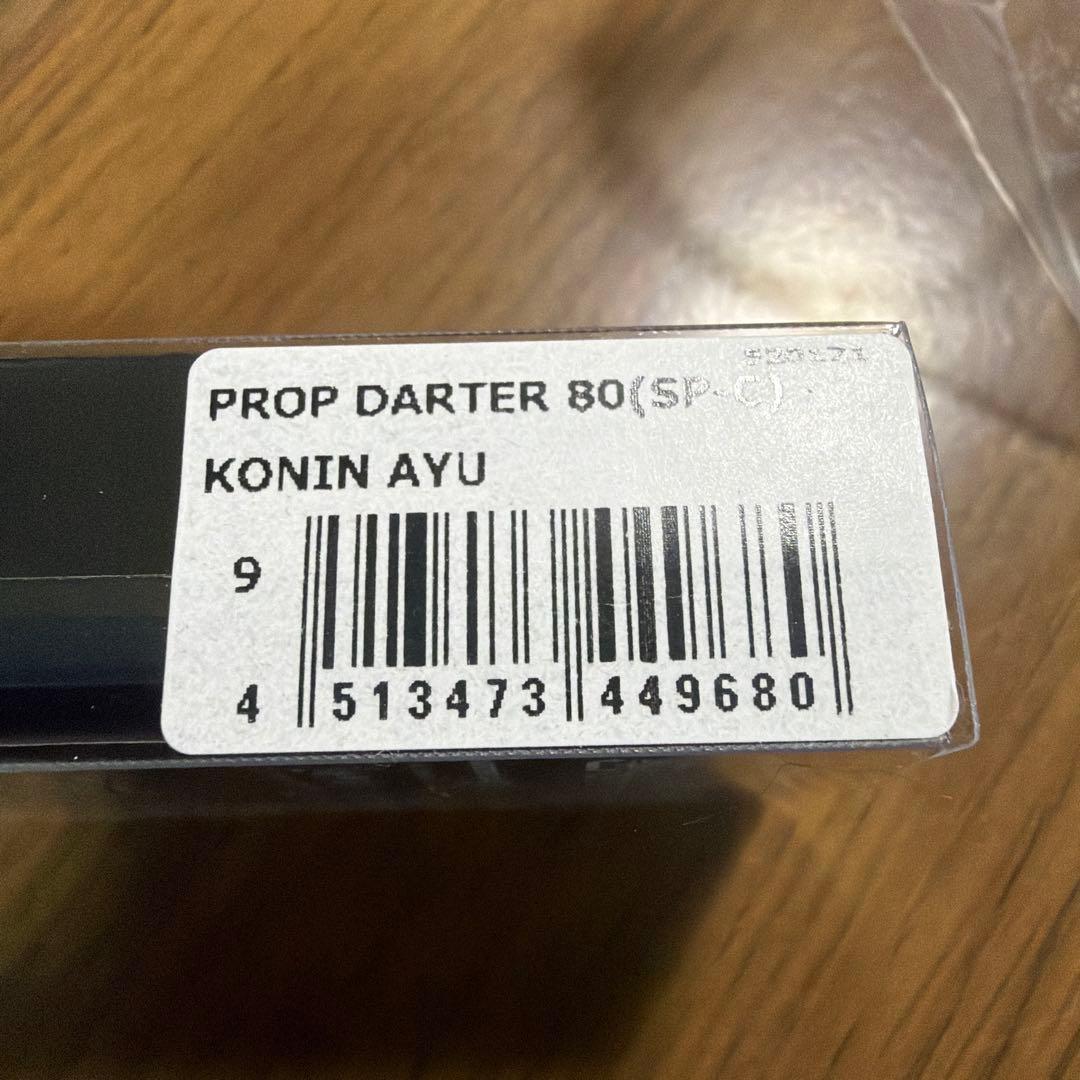 PROP DARTER 80(SP-C)
KONIN AYU
9
4 513473 449680